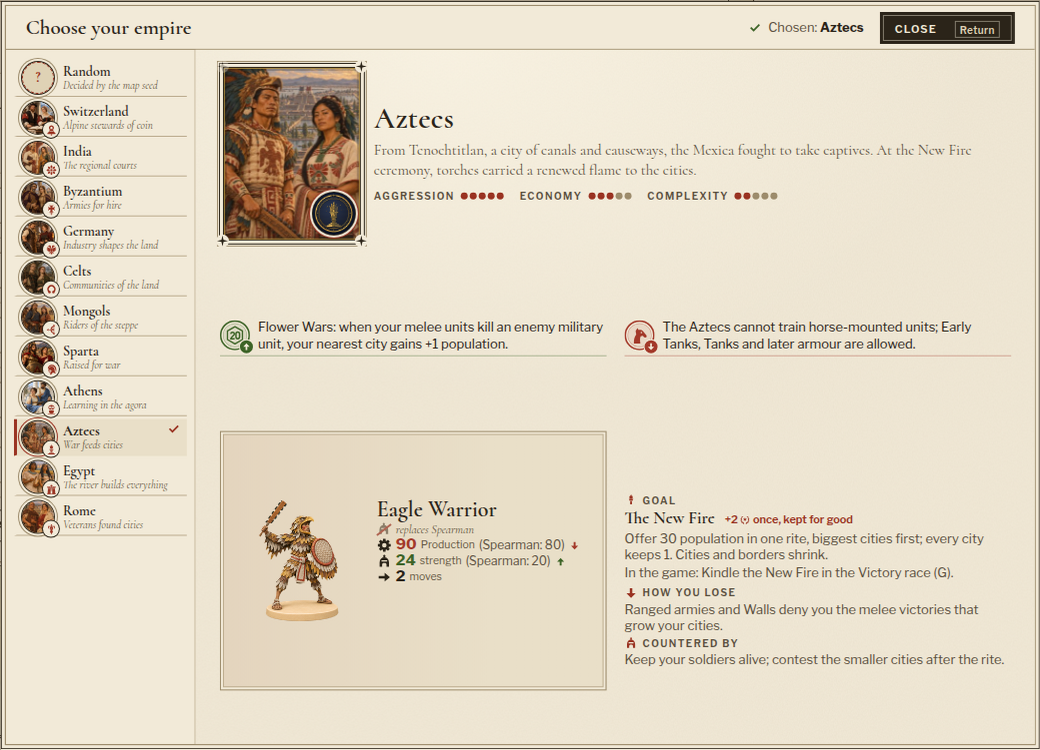 Choose your empire
Chosen: Aztecs
CLOSE Return
?
Random
Decided by the map seed
Switzerland
Alpine stewards of coin
India
The regional courts
Byzantium
Armies for hire
Germany
Industry shapes the land
Celts
Communities of the land
Mongols
Riders of the steppe
Sparta
Raised for war
Athens
Learning in the agora
Aztecs
War feeds cities
Egypt
The river builds everything
Rome
Veterans found cities
Aztecs
From Tenochtitlan, a city of canals and causeways, the Mexica fought to take captives. At the New Fire
ceremony, torches carried a renewed flame to the cities.
AGGRESSION ECONOMY COMPLEXITY
20
Flower Wars: when your melee units kill an enemy military
unit, your nearest city gains +1 population.
The Aztecs cannot train horse-mounted units; Early
Tanks, Tanks and later armour are allowed.
Eagle Warrior
replaces Spearman
90 Production (Spearman: 80)
24 strength (Spearman: 20)
2 moves
GOAL
The New Fire +2 once, kept for good
Offer 30 population in one rite, biggest cities first; every city
keeps 1. Cities and borders shrink.
In the game: Kindle the New Fire in the Victory race (G).
HOW YOU LOSE
Ranged armies and Walls deny you the melee victories that
grow your cities.
COUNTERED BY
Keep your soldiers alive; contest the smaller cities after the rite.